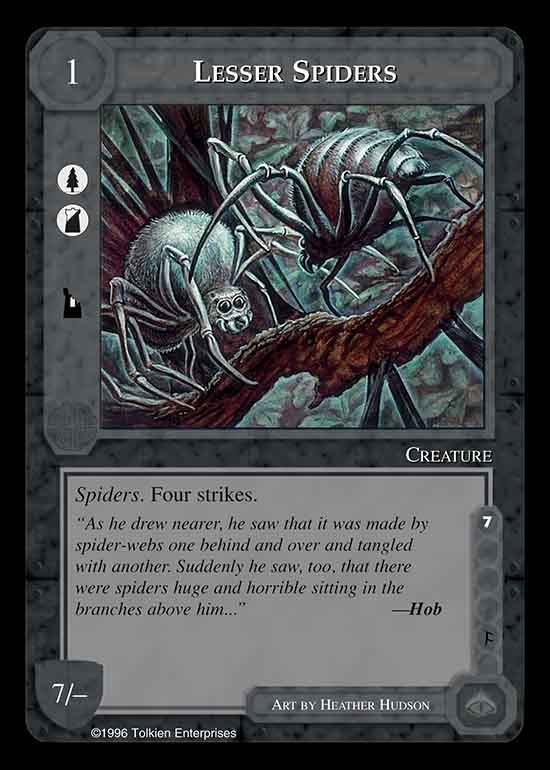 1
LESSER SPIDERS
CREATURE
Spiders. Four strikes.
“As he drew nearer, he saw that it was made by
spider-webs one behind and over and tangled
with another. Suddenly he saw, too, that there
were spiders huge and horrible sitting in the
branches above him...” —Hob
7
7/–
ART BY HEATHER HUDSON
©1996 Tolkien Enterprises